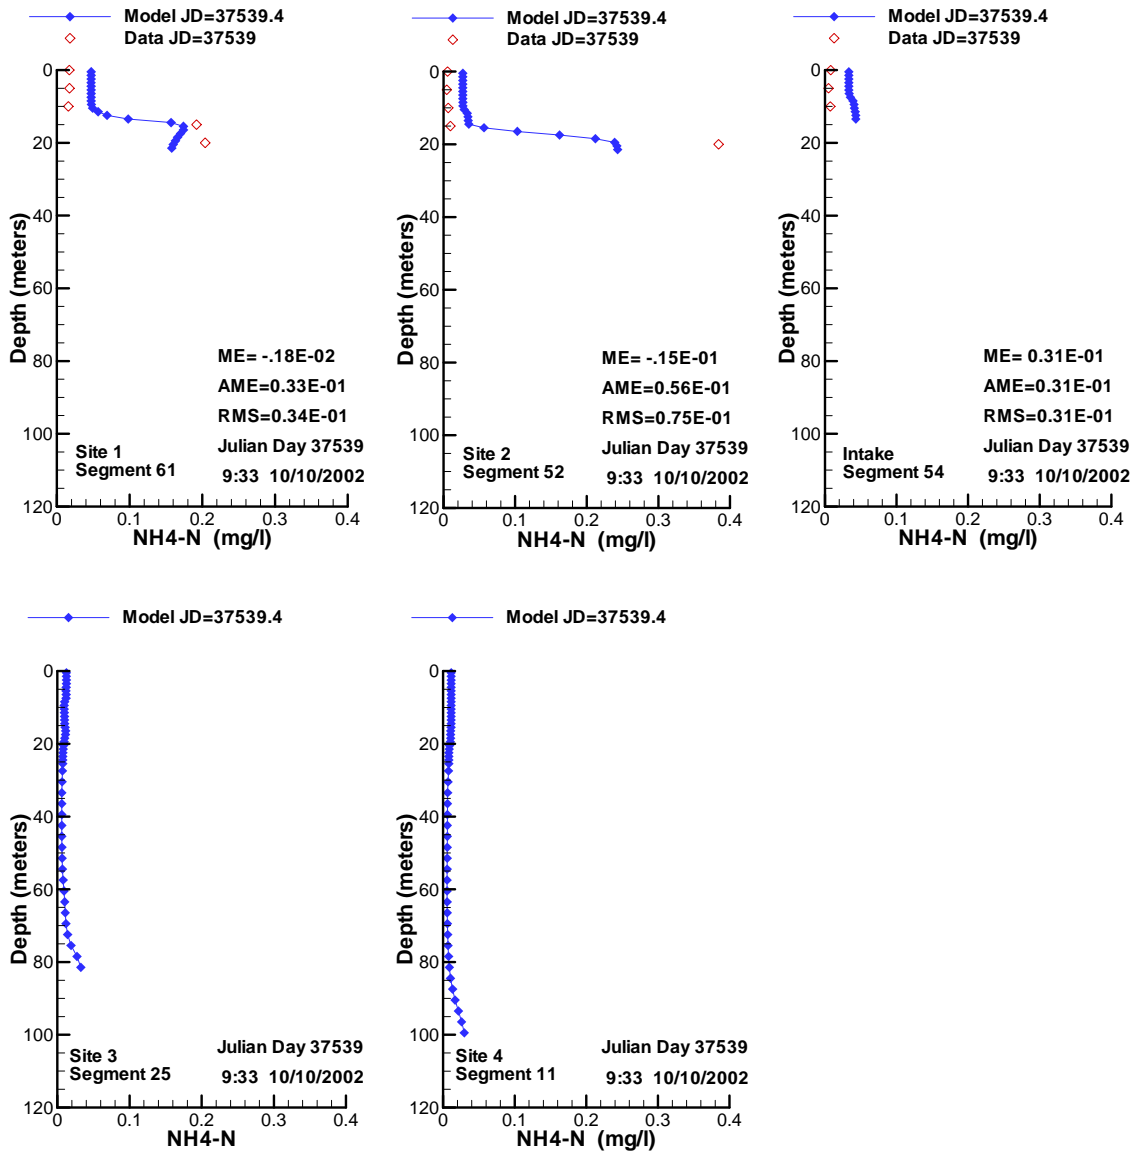 Model JD=37539.4
Data JD=37539
0
20
40
60
80
100
120
Depth (meters)
ME= -.18E-02
AME=0.33E-01
RMS=0.34E-01
Julian Day 37539
9:33 10/10/2002
Site 1
Segment 61
0
0.1
0.2
0.3
0.4
NH4-N (mg/l)
Model JD=37539.4
Data JD=37539
0
20
40
60
80
100
120
Depth (meters)
ME= -.15E-01
AME=0.56E-01
RMS=0.75E-01
Julian Day 37539
9:33 10/10/2002
Site 2
Segment 52
0
0.1
0.2
0.3
0.4
NH4-N (mg/l)
Model JD=37539.4
Data JD=37539
0
20
40
60
80
100
120
Depth (meters)
ME= 0.31E-01
AME=0.31E-01
RMS=0.31E-01
Julian Day 37539
9:33 10/10/2002
Intake
Segment 54
0
0.1
0.2
0.3
0.4
NH4-N (mg/l)
Model JD=37539.4
0
20
40
60
80
100
120
Depth (meters)
Julian Day 37539
9:33 10/10/2002
Site 3
Segment 25
0
0.1
0.2
0.3
0.4
NH4-N
Model JD=37539.4
0
20
40
60
80
100
120
Depth (meters)
Julian Day 37539
9:33 10/10/2002
Site 4
Segment 11
0
0.1
0.2
0.3
0.4
NH4-N (mg/l)